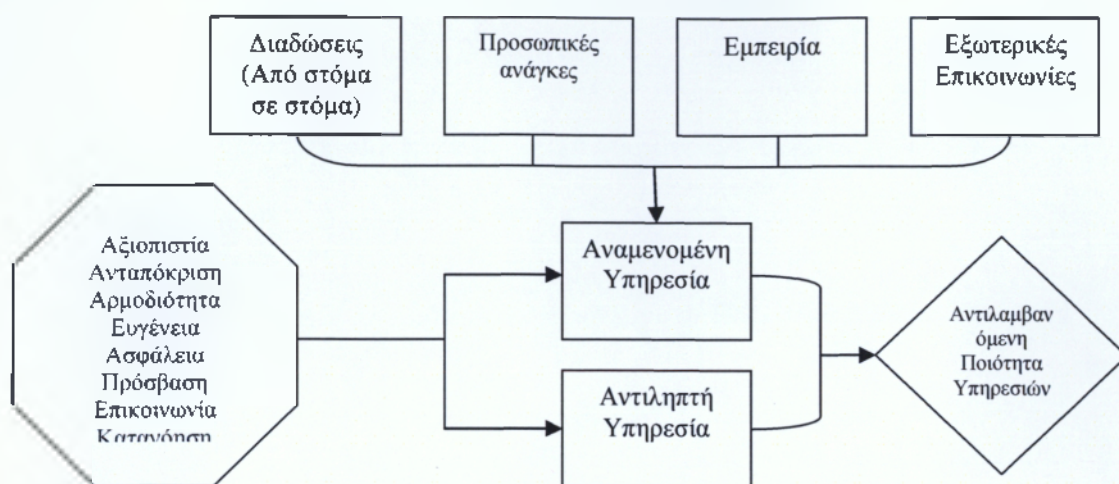 Διαδώσεις
(Από στόμα
σε στόμα)
Προσωπικές
ανάγκες
Εμπειρία
Εξωτερικές
Επικοινωνίες
Αξιοπιστία
Ανταπόκριση
Αρμοδιότητα
Ευγένεια
Ασφάλεια
Πρόσβαση
Επικοινωνία
Κατανόηση
Αναμενομένη
Υπηρεσία
Αντιληπτή
Υπηρεσία
Αντιλαμβαν
όμενη
Ποιότητα
Υπηρεσιών